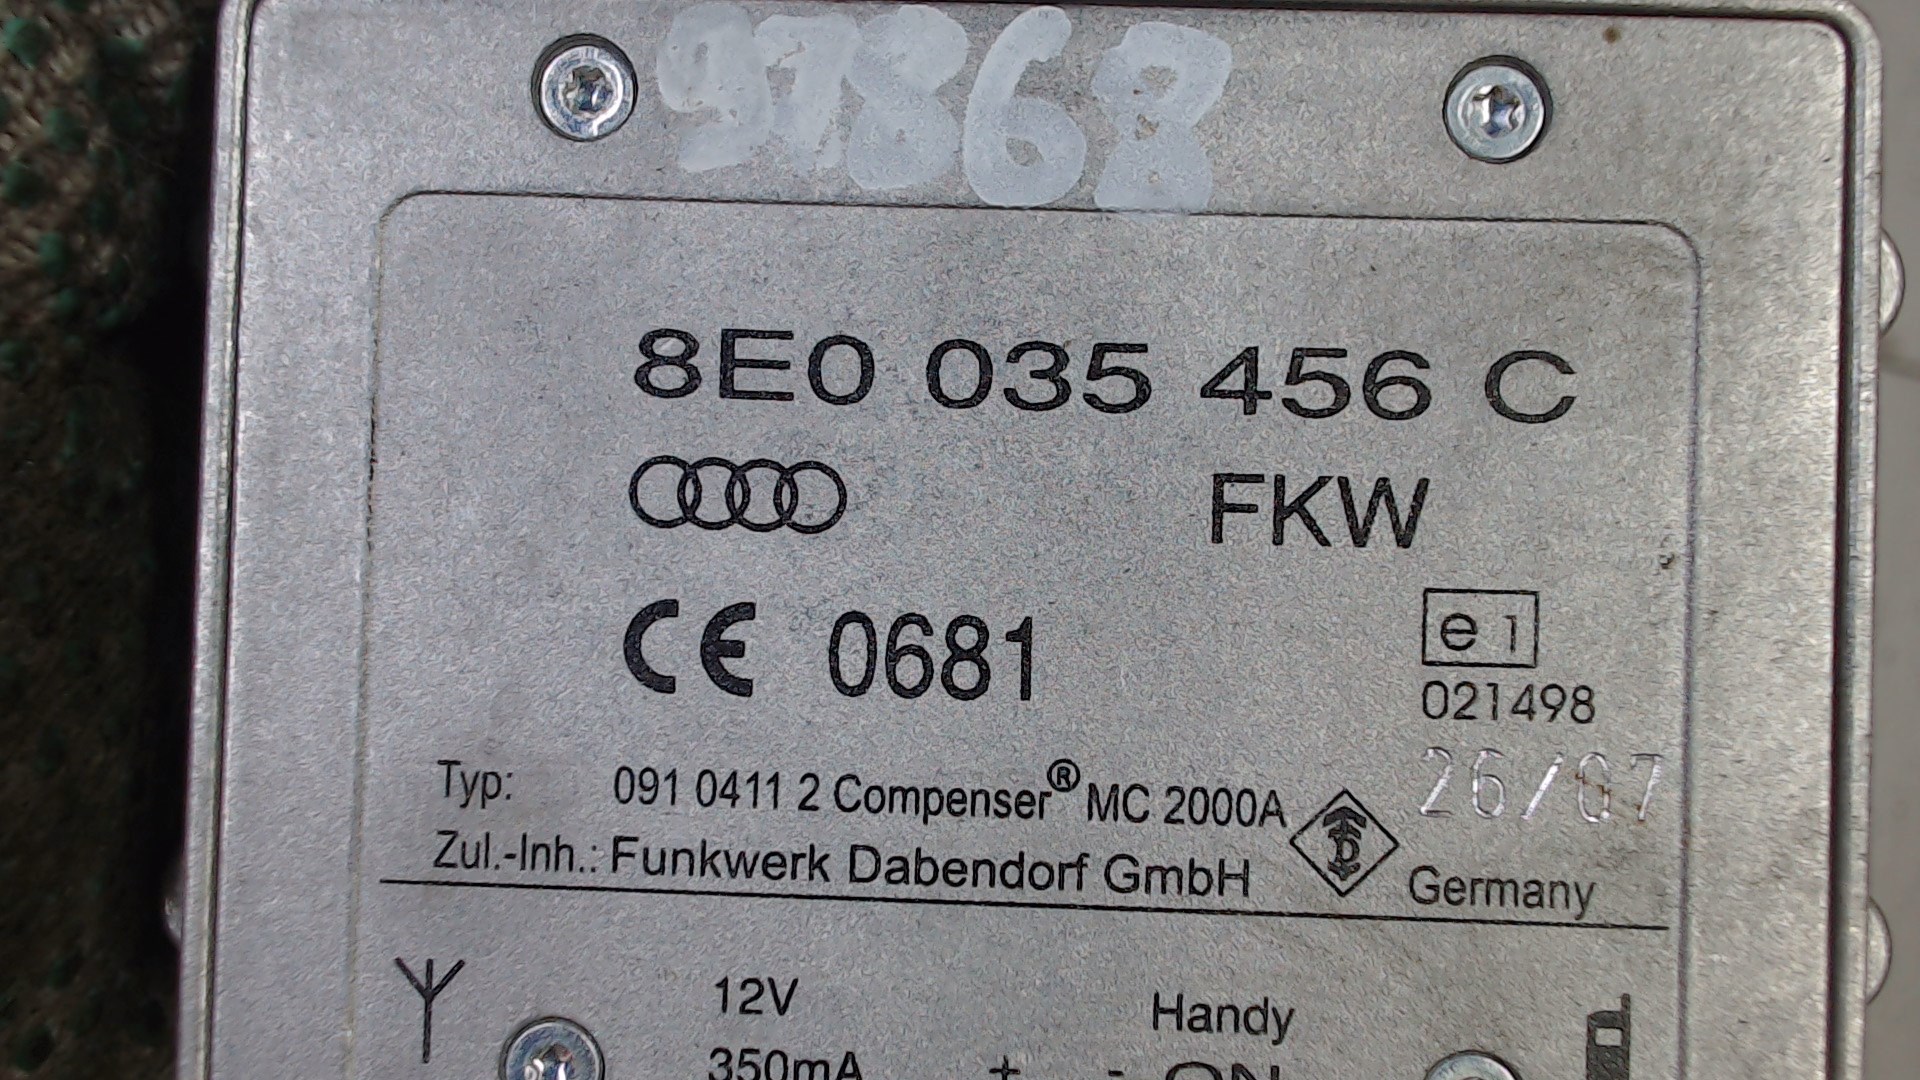 97868
8E0 035 456 C
FKW
CE 0681
e1
021498
26/07
Typ: 091 0411 2 Compenser® MC 2000A
Zul.-Inh.: Funkwerk Dabendorf GmbH
Germany
12V Handy
350mA + - ON